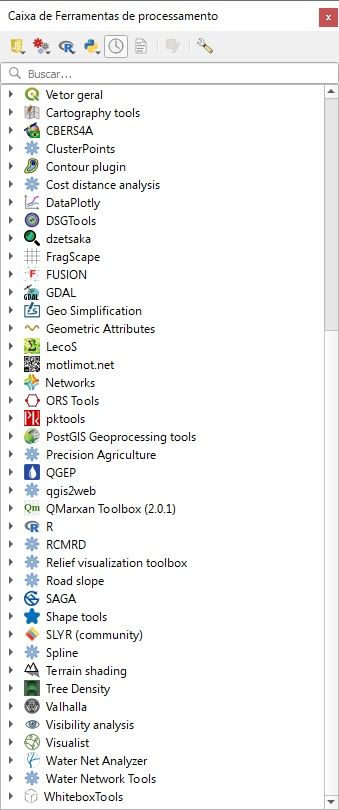 Caixa de Ferramentas de processamento
Buscar...
Vetor geral
Cartography tools
CBERS4A
ClusterPoints
Contour plugin
Cost distance analysis
DataPlotly
DSGTools
dzetsaka
FragScape
FUSION
GDAL
Geo Simplification
Geometric Attributes
LecoS
motlimot.net
Networks
ORS Tools
pktools
PostGIS Geoprocessing tools
Precision Agriculture
QGEP
qgis2web
QMarxan Toolbox (2.0.1)
R
RCMRD
Relief visualization toolbox
Road slope
SAGA
Shape tools
SLYR (community)
Spline
Terrain shading
Tree Density
Valhalla
Visibility analysis
Visualist
Water Net Analyzer
Water Network Tools
WhiteboxTools